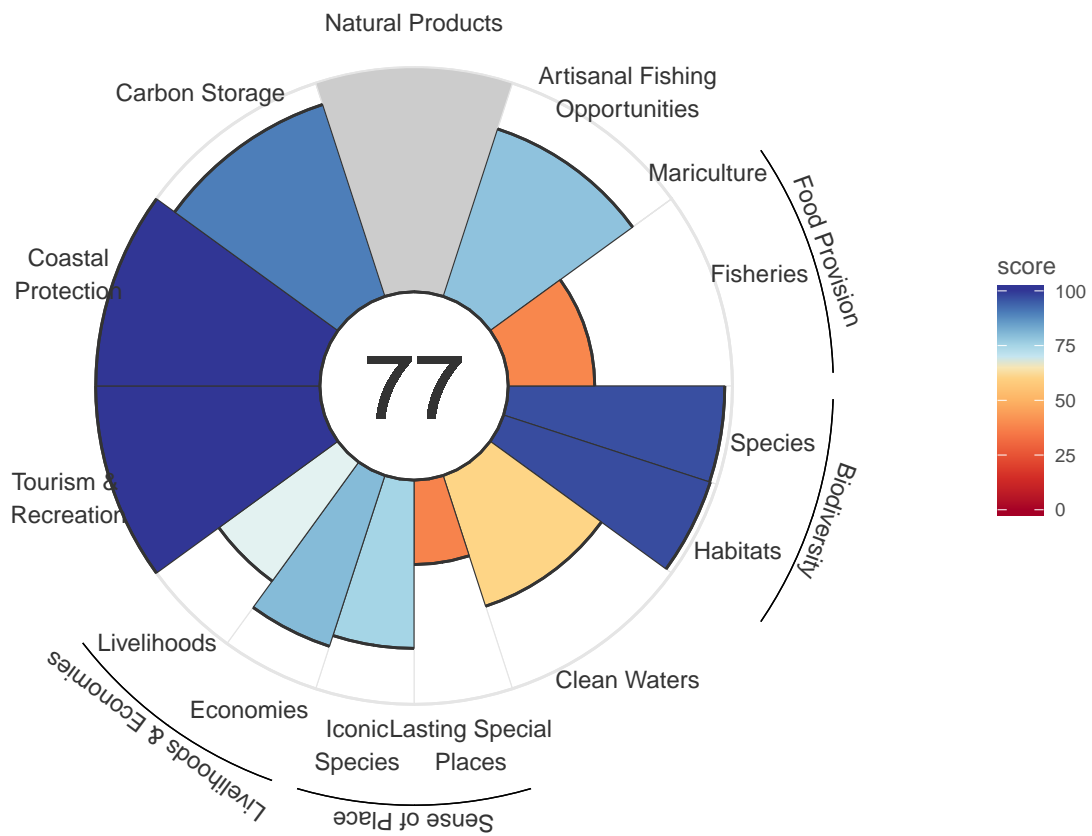 Natural Products
Carbon Storage
Artisanal Fishing
Opportunities
Mariculture
Food Provision
Fisheries
Coastal
Protection
score
100
75
50
25
0
77
Species
Biodiversity
Habitats
Tourism &
Recreation
Livelihoods
Livelihoods & Economies
Economies
Clean Waters
Iconic
Species
Lasting Special
Places
Sense of Place